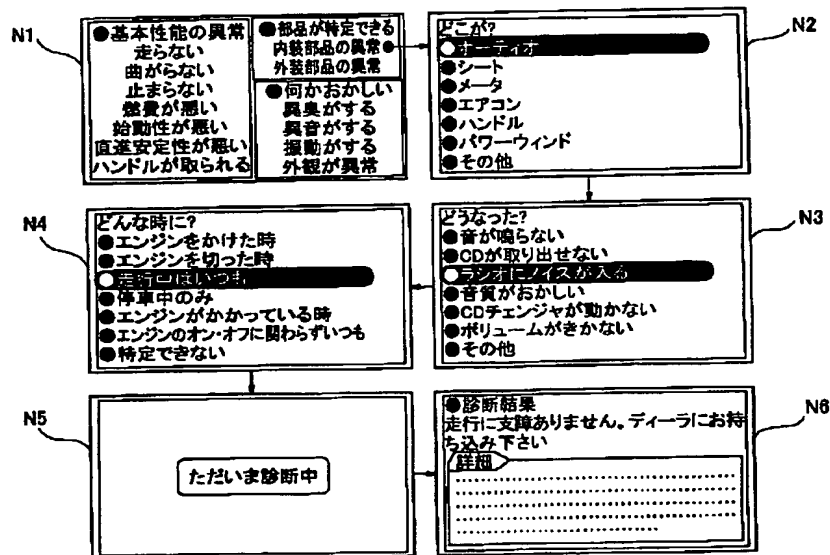 N1
●基本性能の異常
走らない
曲がらない
止まらない
燃費が悪い
始動性が悪い
直進安定性が悪い
ハンドルが取られる
●部品が特定できる
内装部品の異常●
外装部品の異常
●何かおかしい
異臭がする
異音がする
振動がする
外観が異常
N2
どこが?
●オーディオ
●シート
●メータ
●エアコン
●ハンドル
●パワーウィンド
●その他
N3
どうなった?
●音が鳴らない
●CDが取り出せない
○ラジオにノイズが入る
●音質がおかしい
●CDチェンジャが動かない
●ボリュームがきかない
●その他
N4
どんな時に?
●エンジンをかけた時
●エンジンを切った時
○走行中はいつも
●停車中のみ
●エンジンがかかっている時
●エンジンのオン・オフに関わらずいつも
●特定できない
N5
ただいま診断中
N6
●診断結果
走行に支障ありません。ディーラにお持
ち込み下さい
詳細